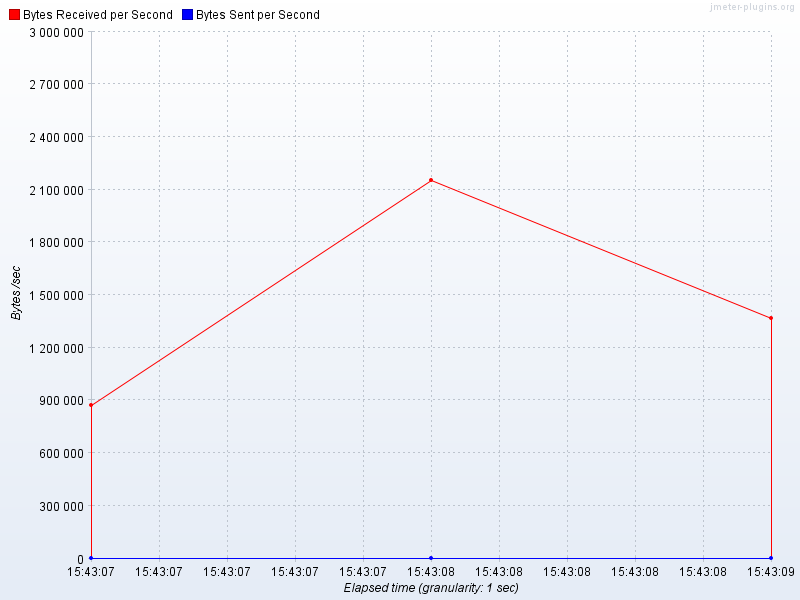 jmeter-plugins.org
Bytes Received per Second Bytes Sent per Second
3 000 000
2 700 000
2 400 000
2 100 000
1 800 000
1 500 000
1 200 000
900 000
600 000
300 000
0
Bytes /sec
15:43:07 15:43:07 15:43:07 15:43:07 15:43:07 15:43:08 15:43:08 15:43:08 15:43:08 15:43:08 15:43:09
Elapsed time (granularity: 1 sec)